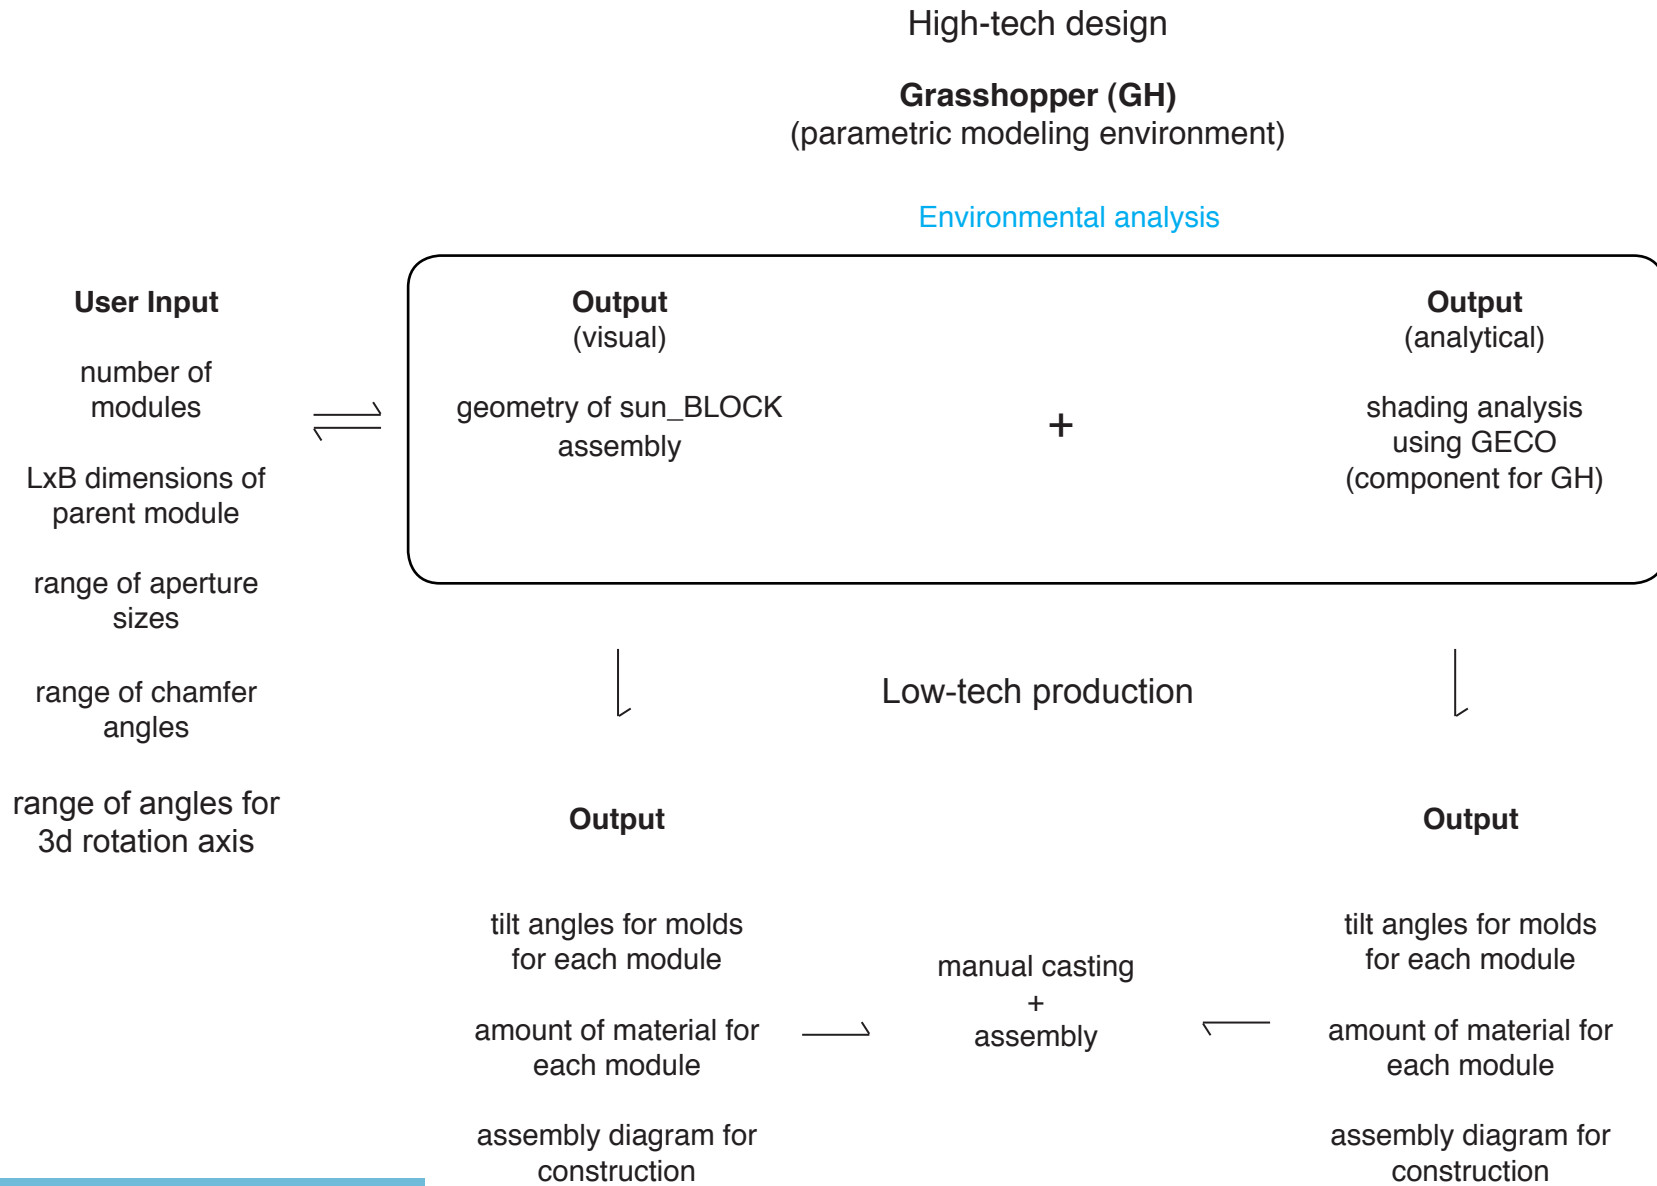 High-tech design
Grasshopper (GH)
(parametric modeling environment)
Environmental analysis
User Input
number of
modules
LxB dimensions of
parent module
range of aperture
sizes
range of chamfer
angles
range of angles for
3d rotation axis
Output
(visual)
geometry of sun_BLOCK
assembly
+
Output
(analytical)
shading analysis
using GECO
(component for GH)
Low-tech production
Output
tilt angles for molds
for each module
amount of material for
each module
assembly diagram for
construction
manual casting
+
assembly
Output
tilt angles for molds
for each module
amount of material for
each module
assembly diagram for
construction